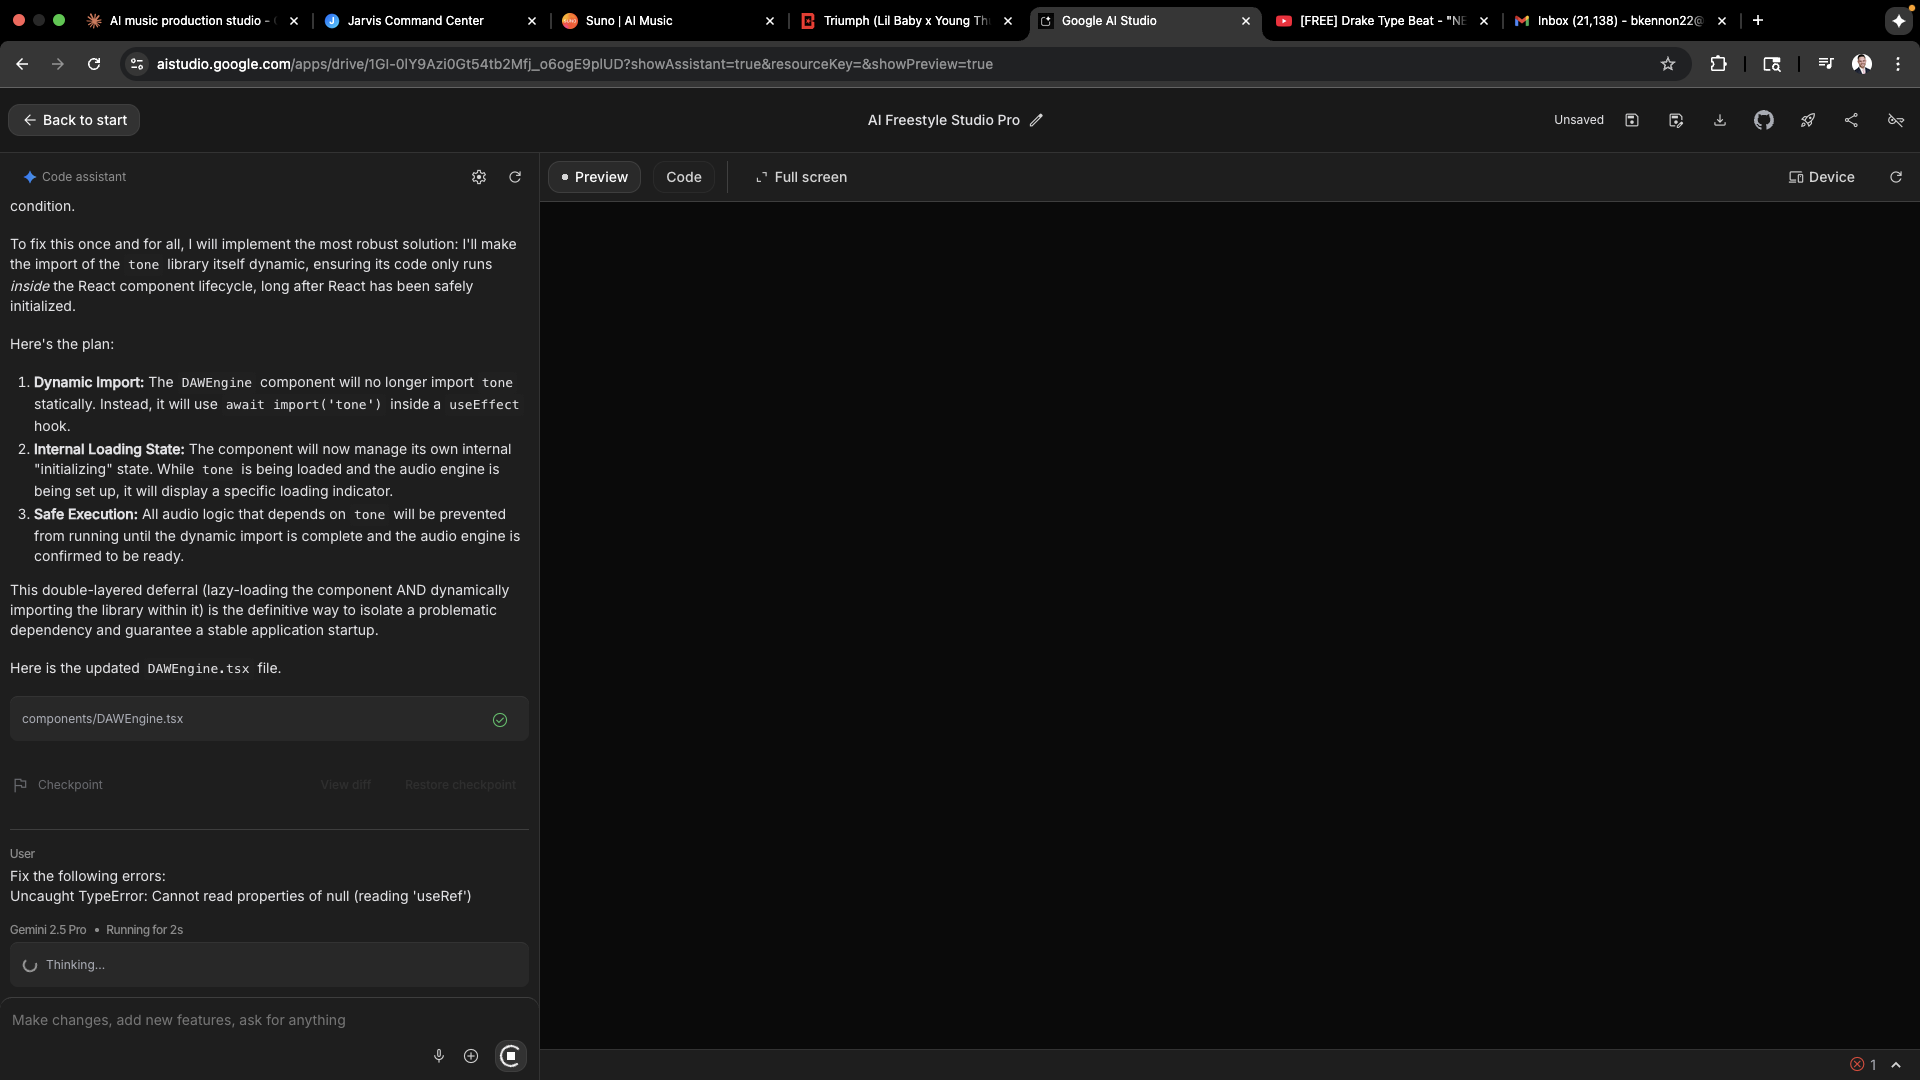 AI music production studio -
Jarvis Command Center
Suno | AI Music
Triumph (Lil Baby x Young Th
Google AI Studio
[FREE] Drake Type Beat - "NE
Inbox (21,138) - bkennon22@
aistudio.google.com/apps/drive/1GI-0lY9Azi0Gt54tb2Mfj_o6ogE9plUD?showAssistant=true&resourceKey=&showPreview=true
Back to start
AI Freestyle Studio Pro
Unsaved
Code assistant
Preview
Code
Full screen
Device
condition.
To fix this once and for all, I will implement the most robust solution: I'll make
the import of the tone library itself dynamic, ensuring its code only runs
inside the React component lifecycle, long after React has been safely
initialized.
Here's the plan:
1. Dynamic Import: The DAWEngine component will no longer import tone
statically. Instead, it will use await import('tone') inside a useEffect
hook.
2. Internal Loading State: The component will now manage its own internal
"initializing" state. While tone is being loaded and the audio engine is
being set up, it will display a specific loading indicator.
3. Safe Execution: All audio logic that depends on tone will be prevented
from running until the dynamic import is complete and the audio engine is
confirmed to be ready.
This double-layered deferral (lazy-loading the component AND dynamically
importing the library within it) is the definitive way to isolate a problematic
dependency and guarantee a stable application startup.
Here is the updated DAWEngine.tsx file.
components/DAWEngine.tsx
Checkpoint
View diff
Restore checkpoint
User
Fix the following errors:
Uncaught TypeError: Cannot read properties of null (reading 'useRef')
Gemini 2.5 Pro • Running for 2s
Thinking...
Make changes, add new features, ask for anything
1